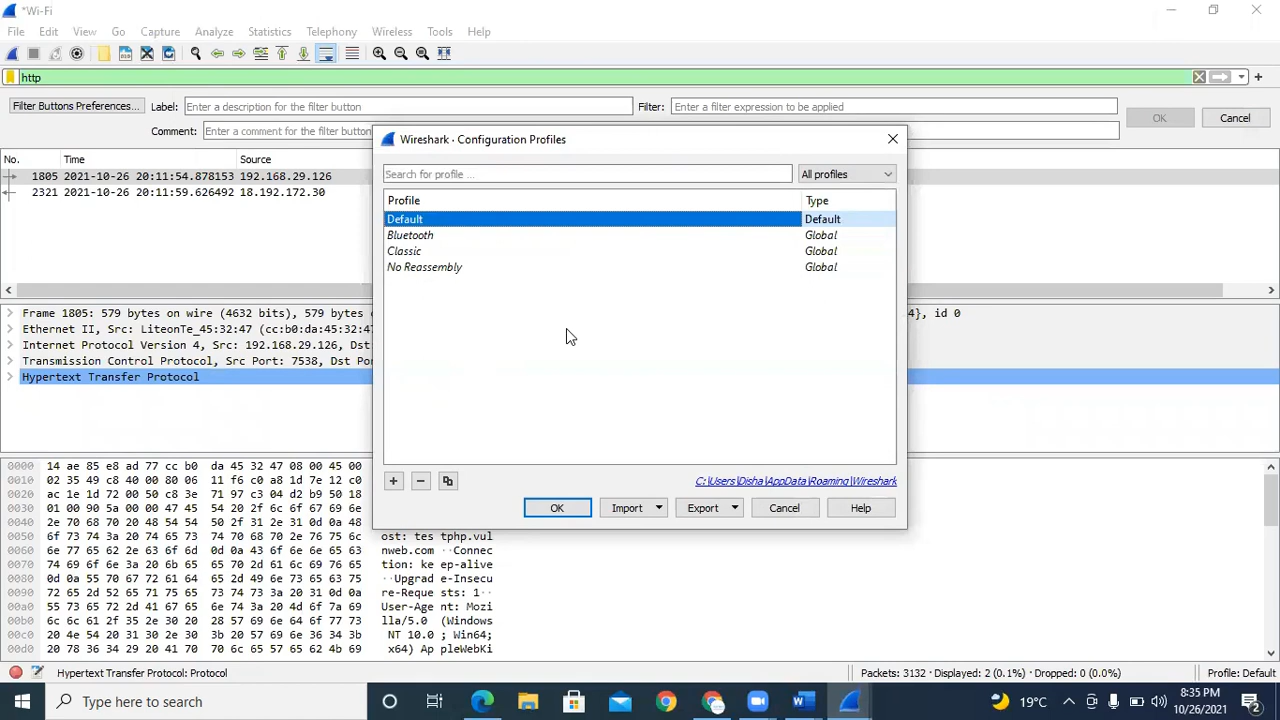 *Wi-Fi
File Edit View Go Capture Analyze Statistics Telephony Wireless Tools Help
http
Filter Buttons Preferences... Label: Enter a description for the filter button Filter: Enter a filter expression to be applied OK Cancel
Comment: Enter a comment for the filter button
Wireshark · Configuration Profiles
Search for profile ... All profiles
Profile Type
Default Default
Bluetooth Global
Classic Global
No Reassembly Global
C:\Users\Disha\AppData\Roaming\Wireshark
OK Import Export Cancel Help
No. Time Source
1805 2021-10-26 20:11:54.878153 192.168.29.126
2321 2021-10-26 20:11:59.626492 18.192.172.30
Frame 1805: 579 bytes on wire (4632 bits), 579 bytes 4}, id 0
Ethernet II, Src: LiteonTe_45:32:47 (cc:b0:da:45:32:47
Internet Protocol Version 4, Src: 192.168.29.126, Dst
Transmission Control Protocol, Src Port: 7538, Dst Po
Hypertext Transfer Protocol
0000 14 ae 85 e8 ad 77 cc b0 da 45 32 47 08 00 45 00
0010 02 35 49 c8 40 00 80 06 11 f6 c0 a8 1d 7e 12 c0
0020 ac 1e 1d 72 00 50 c8 3e 71 97 c3 04 d2 b9 50 18
0030 01 00 90 5a 00 00 47 45 54 20 2f 6c 6f 67 69 6e
0040 2e 70 68 70 20 48 54 54 50 2f 31 2e 31 0d 0a 48
0050 6f 73 74 3a 20 74 65 73 74 70 68 70 2e 76 75 6c ost: tes tphp.vul
0060 6e 77 65 62 2e 63 6f 6d 0d 0a 43 6f 6e 6e 65 63 nweb.com ··Connec
0070 74 69 6f 6e 3a 20 6b 65 65 70 2d 61 6c 69 76 65 tion: ke ep-alive
0080 0d 0a 55 70 67 72 61 64 65 2d 49 6e 73 65 63 75 ··Upgrad e-Insecu
0090 72 65 2d 52 65 71 75 65 73 74 73 3a 20 31 0d 0a re-Reque sts: 1··
00a0 55 73 65 72 2d 41 67 65 6e 74 3a 20 4d 6f 7a 69 User-Age nt: Mozi
00b0 6c 6c 61 2f 35 2e 30 20 28 57 69 6e 64 6f 77 73 lla/5.0 (Windows
00c0 20 4e 54 20 31 30 2e 30 3b 20 57 69 6e 36 34 3b NT 10.0 ; Win64;
00d0 20 78 36 34 29 20 41 70 70 6c 65 57 65 62 4b 69 x64) Ap pleWebKi
Hypertext Transfer Protocol: Protocol Packets: 3132 · Displayed: 2 (0.1%) · Dropped: 0 (0.0%) Profile: Default
Type here to search 19°C 8:35 PM
10/26/2021 2